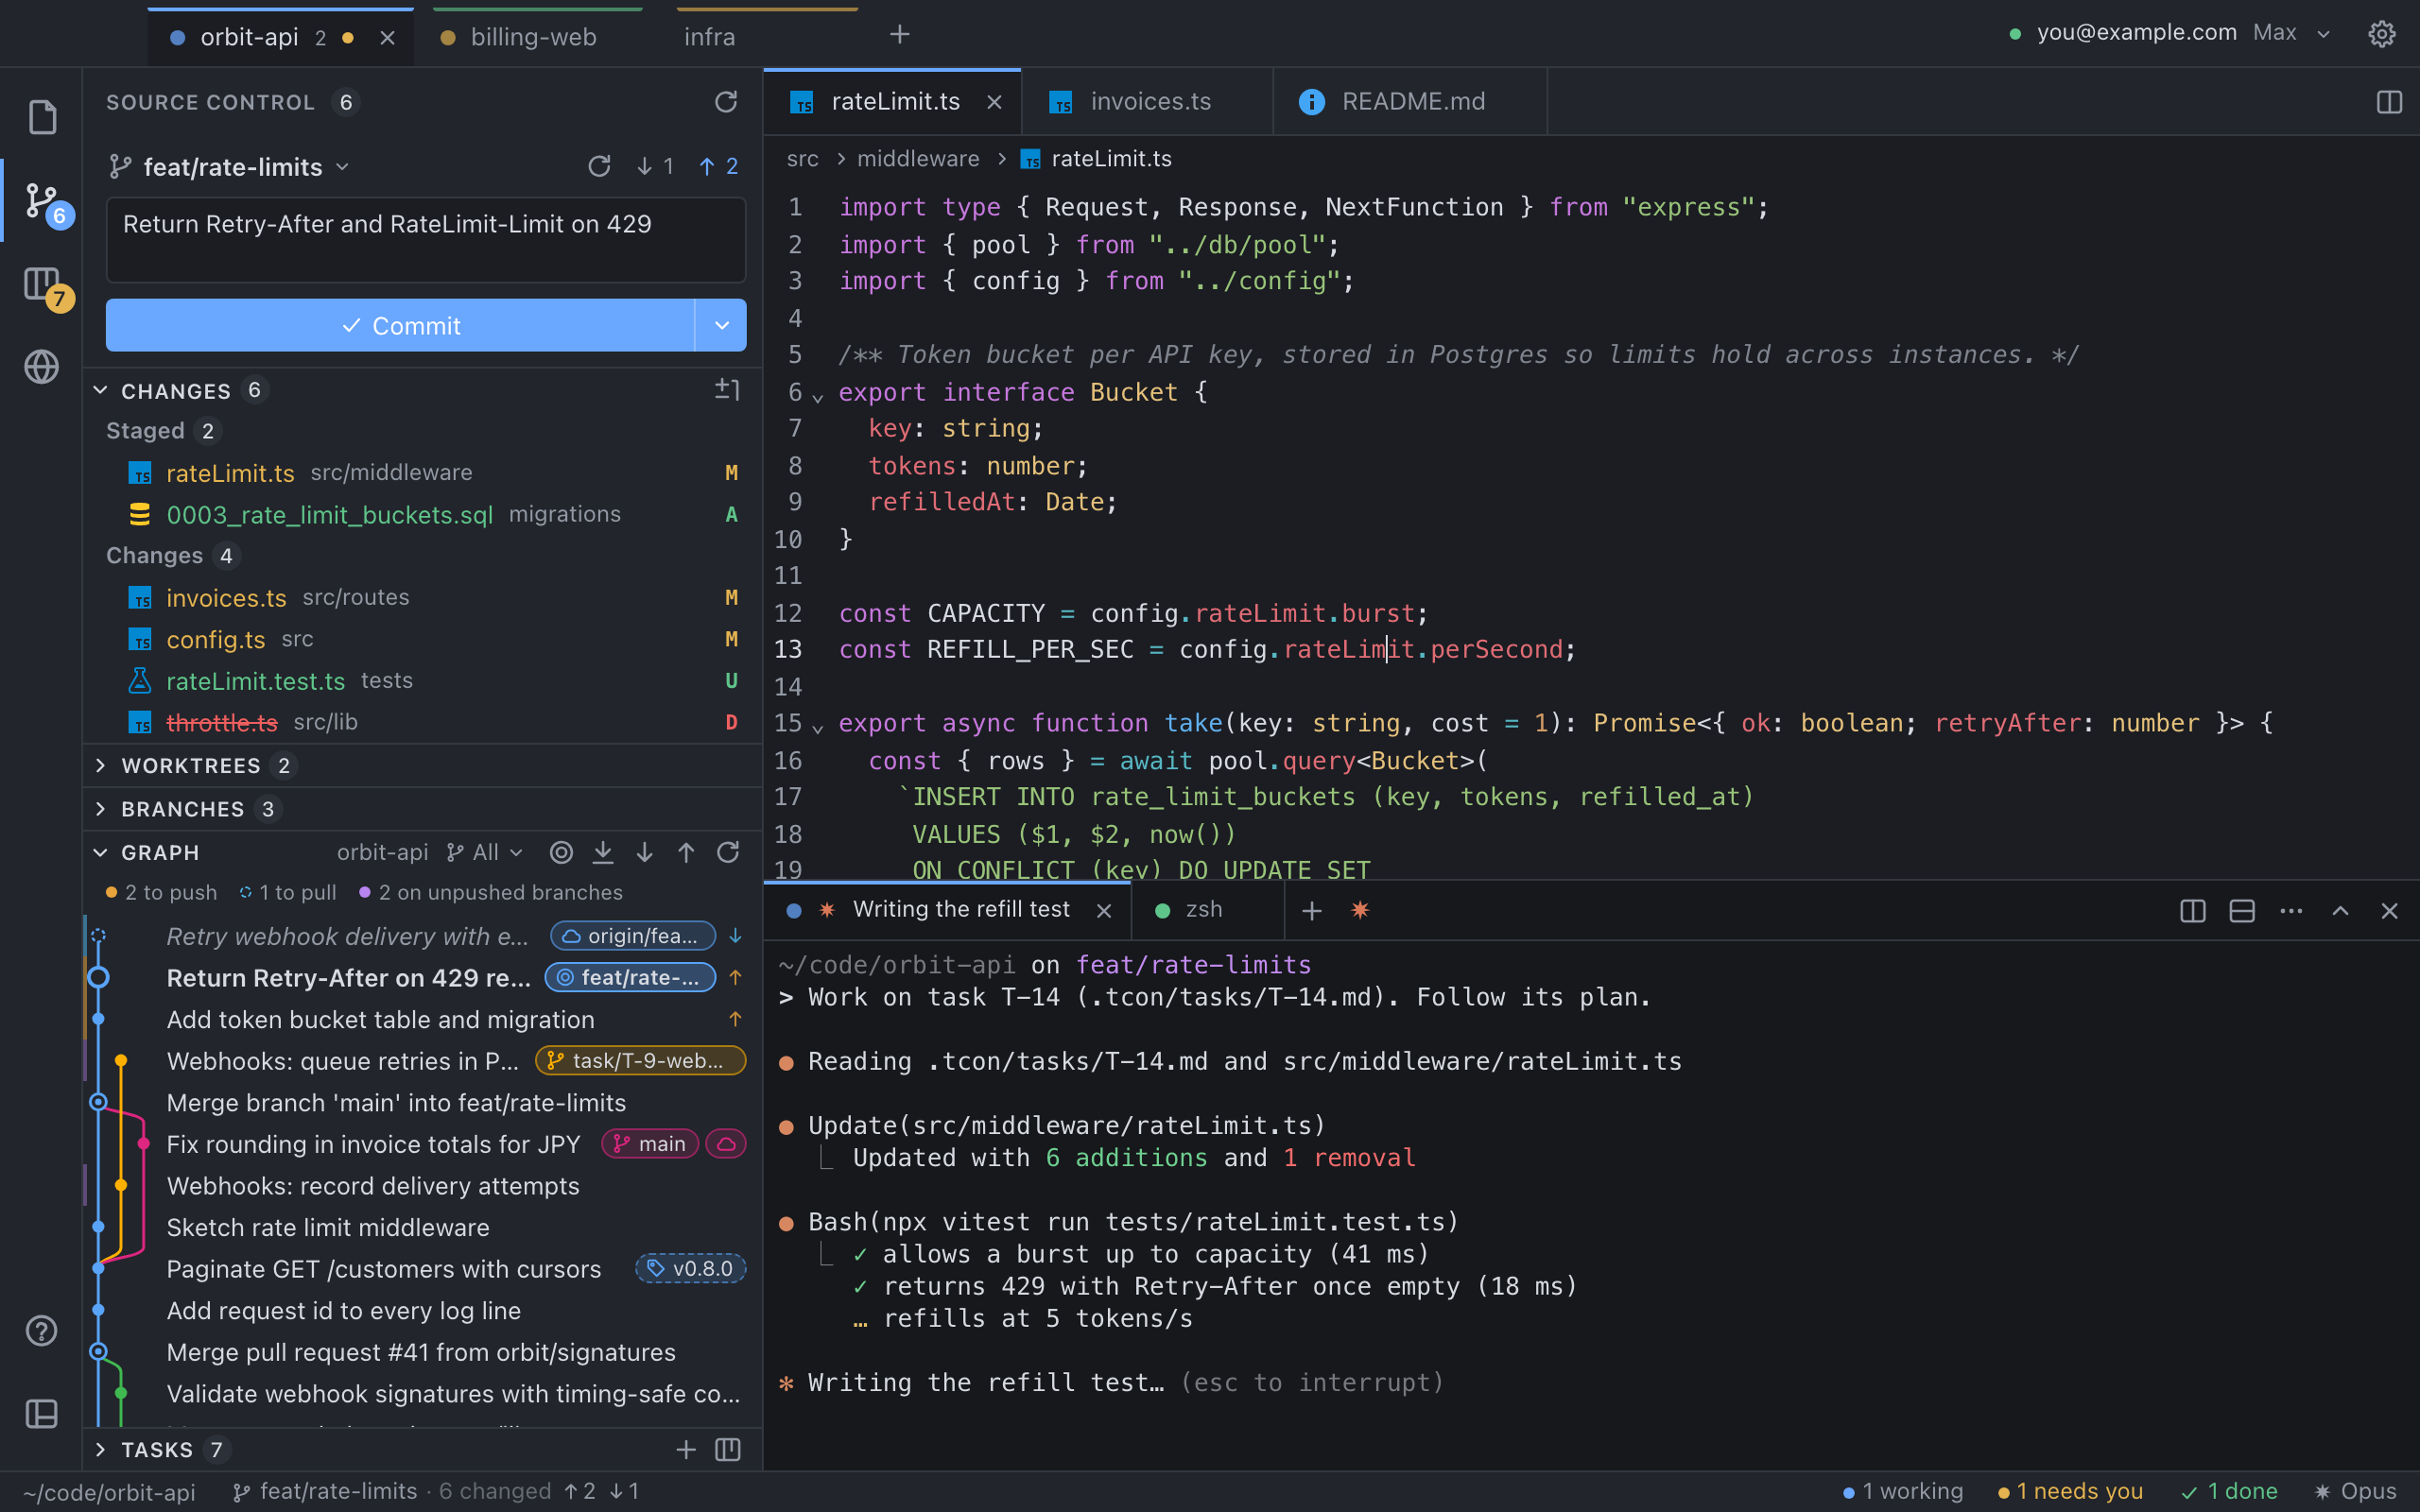 orbit-api 2
billing-web
infra
you@example.com Max
SOURCE CONTROL 6
feat/rate-limits 1 2
Return Retry-After and RateLimit-Limit on 429
Commit
CHANGES 6
Staged 2
rateLimit.ts src/middleware M
0003_rate_limit_buckets.sql migrations A
Changes 4
invoices.ts src/routes M
config.ts src M
rateLimit.test.ts tests U
throttle.ts src/lib D
WORKTREES 2
BRANCHES 3
GRAPH orbit-api All
2 to push 1 to pull 2 on unpushed branches
Retry webhook delivery with e... origin/fea...
Return Retry-After on 429 re... feat/rate-...
Add token bucket table and migration
Webhooks: queue retries in P... task/T-9-web...
Merge branch 'main' into feat/rate-limits
Fix rounding in invoice totals for JPY main
Webhooks: record delivery attempts
Sketch rate limit middleware
Paginate GET /customers with cursors v0.8.0
Add request id to every log line
Merge pull request #41 from orbit/signatures
Validate webhook signatures with timing-safe co...
TASKS 7
6
7
TS rateLimit.ts
TS invoices.ts
README.md
src > middleware > TS rateLimit.ts
1 import type { Request, Response, NextFunction } from "express";
2 import { pool } from "../db/pool";
3 import { config } from "../config";
4
5 /** Token bucket per API key, stored in Postgres so limits hold across instances. */
6 export interface Bucket {
7 key: string;
8 tokens: number;
9 refilledAt: Date;
10 }
11
12 const CAPACITY = config.rateLimit.burst;
13 const REFILL_PER_SEC = config.rateLimit.perSecond;
14
15 export async function take(key: string, cost = 1): Promise<{ ok: boolean; retryAfter: number }> {
16 const { rows } = await pool.query<Bucket>(
17 `INSERT INTO rate_limit_buckets (key, tokens, refilled_at)
18 VALUES ($1, $2, now())
19 ON CONFLICT (key) DO UPDATE SET
Writing the refill test
zsh
~/code/orbit-api on feat/rate-limits
> Work on task T-14 (.tcon/tasks/T-14.md). Follow its plan.
● Reading .tcon/tasks/T-14.md and src/middleware/rateLimit.ts
● Update(src/middleware/rateLimit.ts)
⎿ Updated with 6 additions and 1 removal
● Bash(npx vitest run tests/rateLimit.test.ts)
⎿ ✓ allows a burst up to capacity (41 ms)
✓ returns 429 with Retry-After once empty (18 ms)
… refills at 5 tokens/s
✻ Writing the refill test… (esc to interrupt)
~/code/orbit-api feat/rate-limits · 6 changed ↑2 ↓1
1 working 1 needs you ✓ 1 done Opus